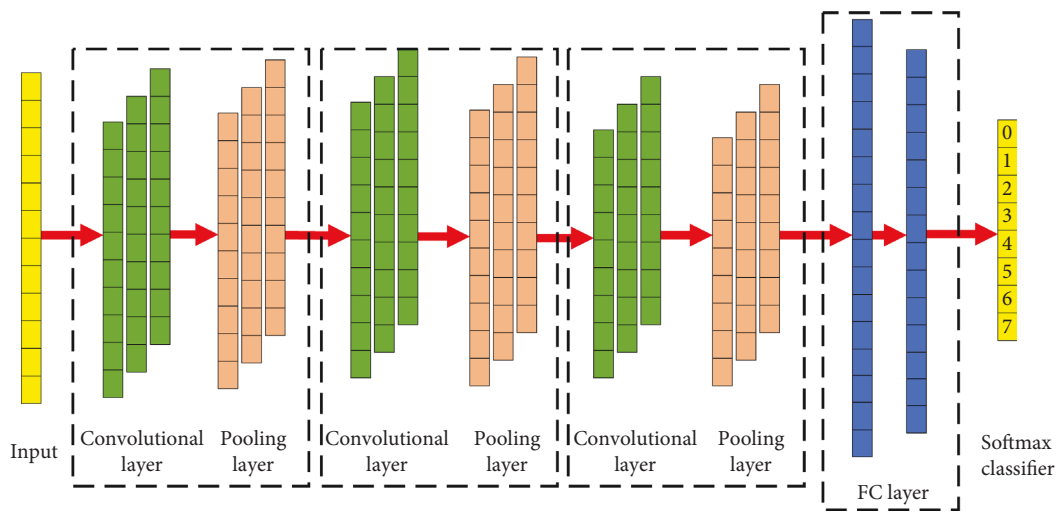 0
1
2
3
4
5
6
7
Input
Convolutional
layer
Pooling
layer
Convolutional
layer
Pooling
layer
Convolutional
layer
Pooling
layer
FC layer
Softmax
classifier